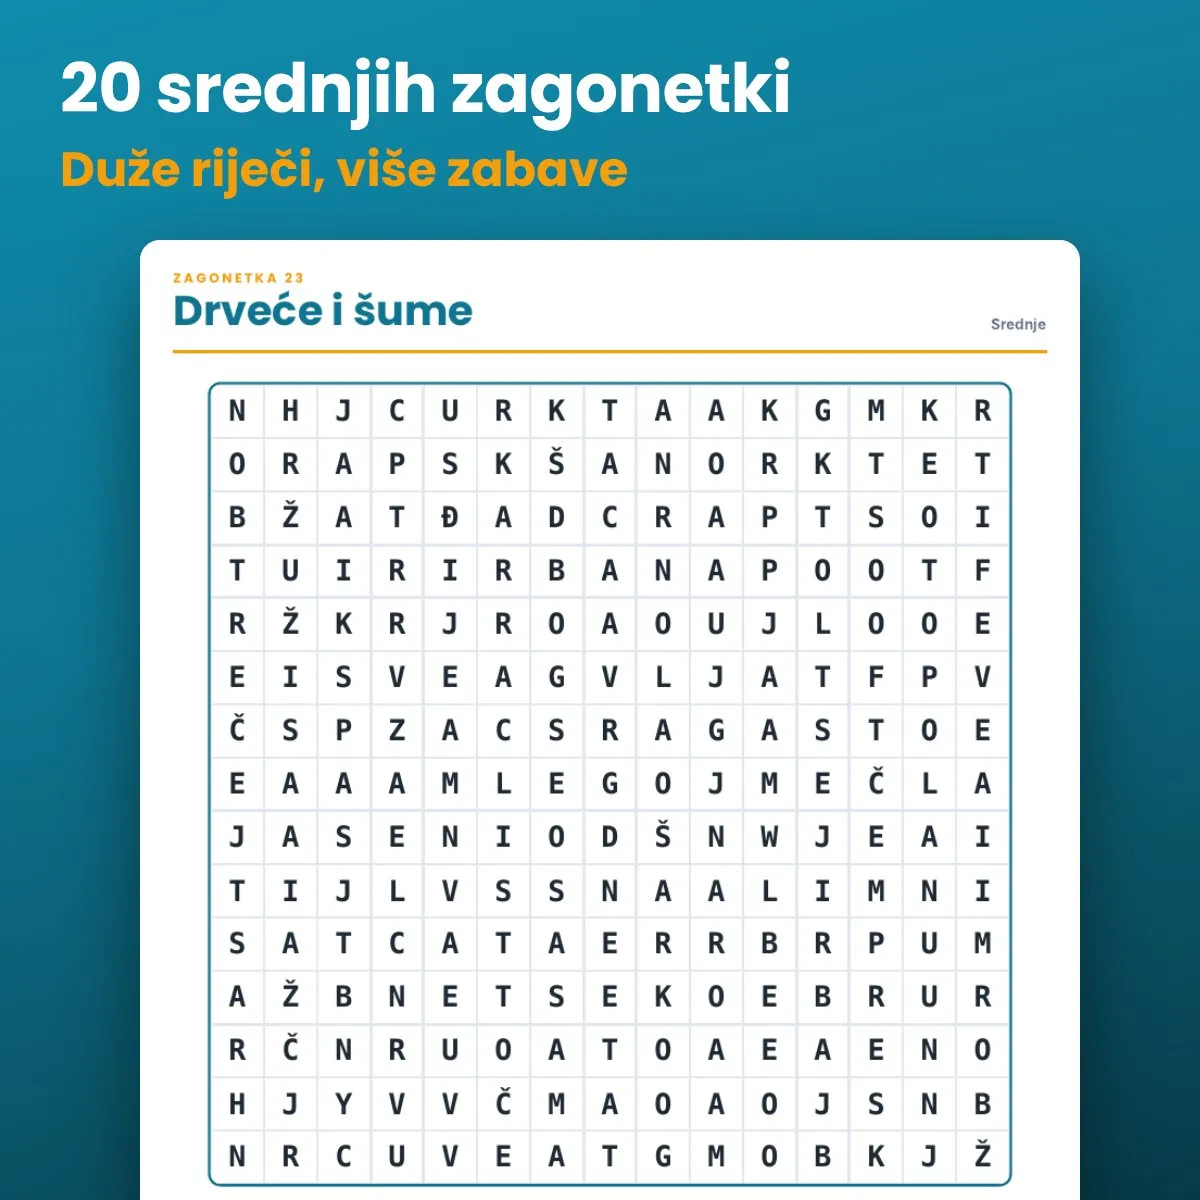 20 srednjih zagonetki
Duže riječi, više zabave
ZAGONETKA 23
Drveće i šume
Srednje
N H J C U R K T A A K G M K R
O R A P S K Š A N O R K T E T
B Ž A T Đ A D C R A P T S O I
T U I R I R B A N A P O O T F
R Ž K R J R O A O U J L O O E
E I S V E A G V L J A T F P V
Č S P Z A C S R A G A S T O E
E A A A M L E G O J M E Č L A
J A S E N I O D Š N W J E A I
T I J L V S S N A A L I M N I
S A T C A T A E R R B R P U M
A Ž B N E T S E K O E B R U R
R Č N R U O A T O A E A E N O
H J Y V V Č M A O A O J S N B
N R C U V E A T G M O B K J Ž